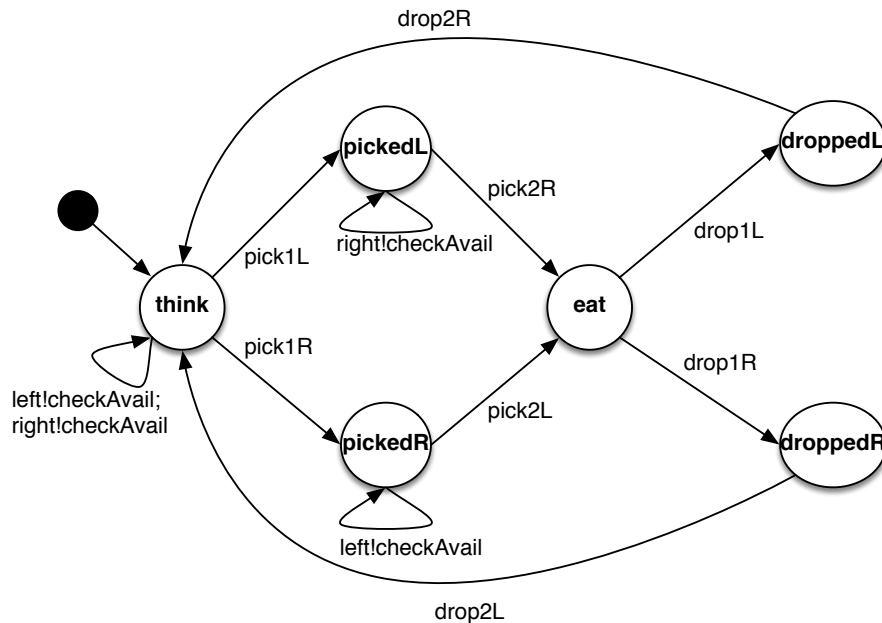 drop2R
pickedL
droppedL
pick2R
right!checkAvail
pick1L
drop1L
think
eat
pick1R
drop1R
left!checkAvail;
right!checkAvail
pick2L
pickedR
droppedR
left!checkAvail
drop2L